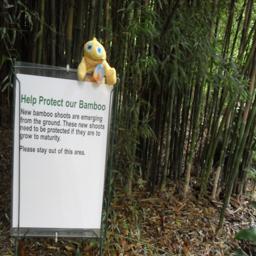 Help Protect our Bamboo
New bamboo shoots are emerging
from the ground. These new shoots
need to be protected if they are to
grow to maturity.
Please stay out of this area.